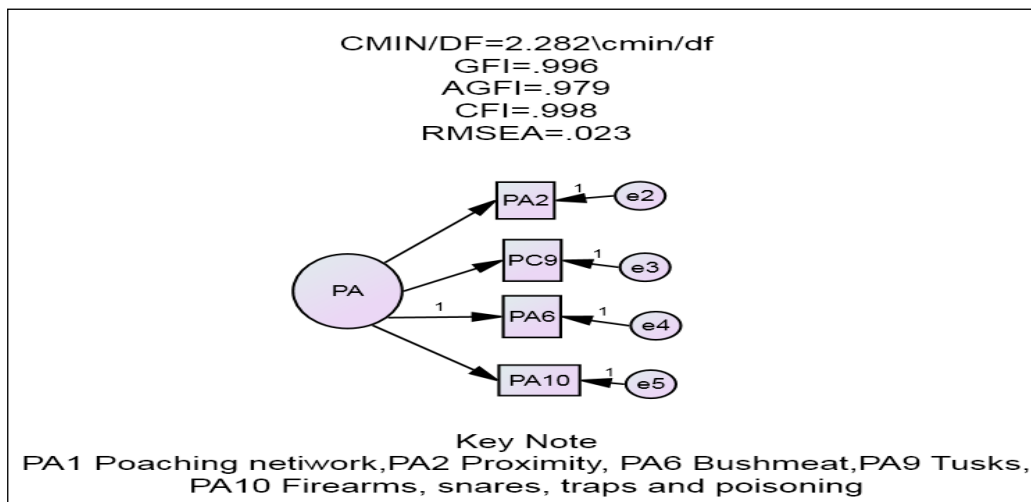 CMIN/DF=2.282\cmin/df
GFI=.996
AGFI=.979
CFI=.998
RMSEA=.023
PA2
1
e2
PC9
1
e3
PA
1
PA6
1
e4
PA10
1
e5
Key Note
PA1 Poaching netiwork,PA2 Proximity, PA6 Bushmeat,PA9 Tusks,
PA10 Firearms, snares, traps and poisoning